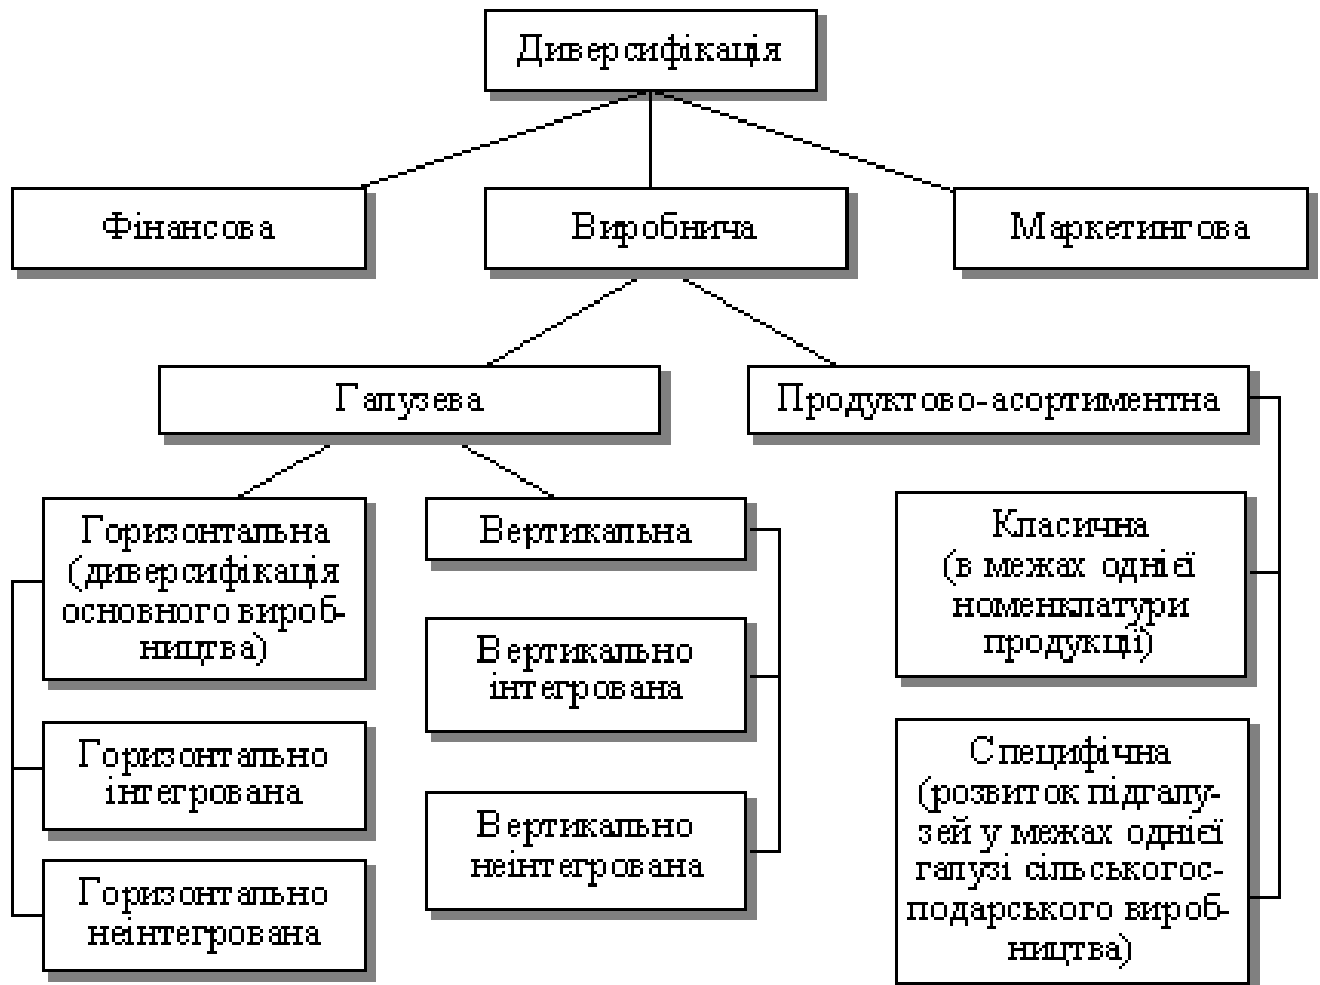 Диверсифікація
Фінансова
Виробнича
Маркетингова
Галузева
Продуктово-асортиментна
Горизонтальна
(диверсифікація
основного вироб-
ництва)
Вертикальна
Класична
(в межах однієї
номенклатури
продукції)
Вертикально
інтегрована
Горизонтально
інтегрована
Вертикально
неінтегрована
Специфічна
(розвиток підгалу-
зей у межах однієї
галузі сільськогос-
подарського вироб-
ництва)
Горизонтально
неінтегрована